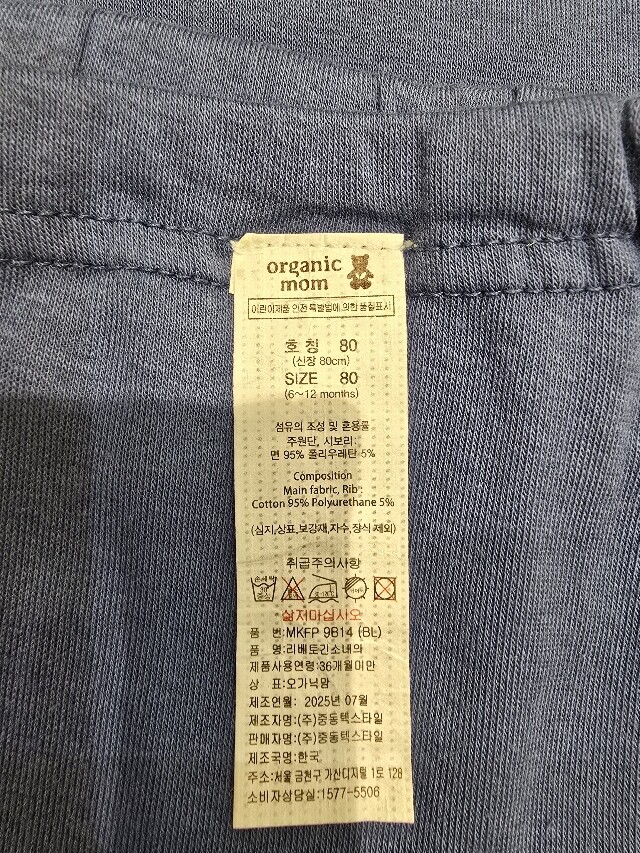 organic
mom
어린이제품 안전 특별법에 의한 품질표시
호 칭 80
(신장 80cm)
SIZE 80
(6~12 months)
섬유의 조성 및 혼용률
주원단, 시보리:
면 95% 폴리우레탄 5%
Composition
Main fabric, Rib :
Cotton 95% Polyurethane 5%
(심지,상표,보강재,자수,장식 제외)
취급주의사항
손세탁
30
중성
삶지마십시오
품 번:MKFP 9B14 (BL)
품 명:리베토긴소내의
제품사용연령:36개월미만
상 표:오가닉맘
제조연월: 2025년 07월
제조자명:(주)중동텍스타일
판매자명:(주)중동텍스타일
제조국명:한국
주소:서울 금천구 가산디지털 1로 128
소비자상담실:1577-5506